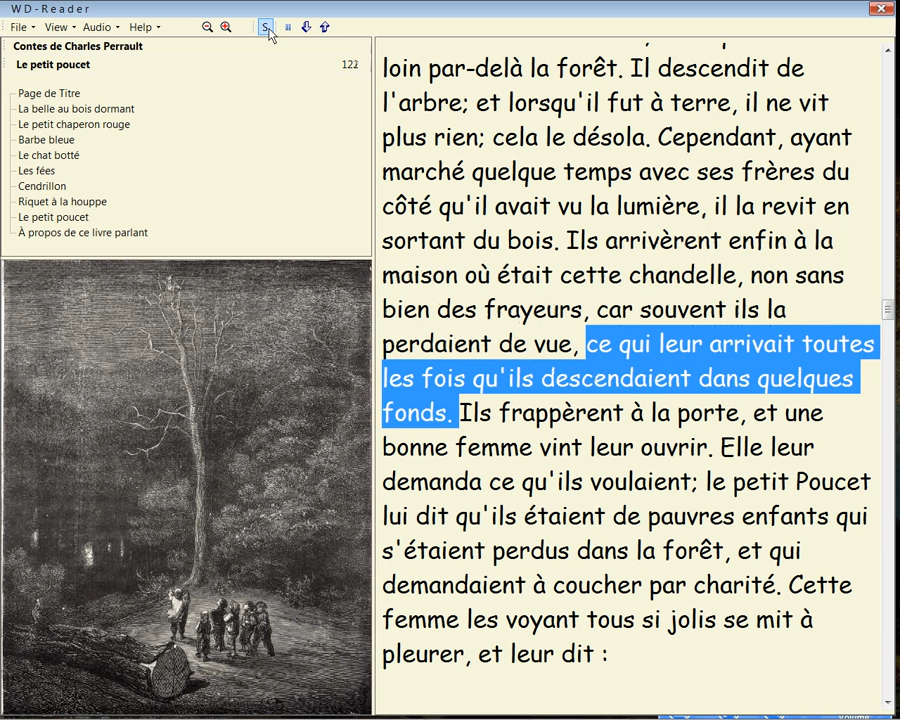 WD-Reader
File View Audio Help S
Contes de Charles Perrault
Le petit poucet 122
Page de Titre
La belle au bois dormant
Le petit chaperon rouge
Barbe bleue
Le chat botté
Les fées
Cendrillon
Riquet à la houppe
Le petit poucet
À propos de ce livre parlant
loin par-delà la forêt. Il descendit de
l'arbre; et lorsqu'il fut à terre, il ne vit
plus rien; cela le désola. Cependant, ayant
marché quelque temps avec ses frères du
côté qu'il avait vu la lumière, il la revit en
sortant du bois. Ils arrivèrent enfin à la
maison où était cette chandelle, non sans
bien des frayeurs, car souvent ils la
perdaient de vue, ce qui leur arrivait toutes
les fois qu'ils descendaient dans quelques
fonds. Ils frappèrent à la porte, et une
bonne femme vint leur ouvrir. Elle leur
demanda ce qu'ils voulaient; le petit Poucet
lui dit qu'ils étaient de pauvres enfants qui
s'étaient perdus dans la forêt, et qui
demandaient à coucher par charité. Cette
femme les voyant tous si jolis se mit à
pleurer, et leur dit :